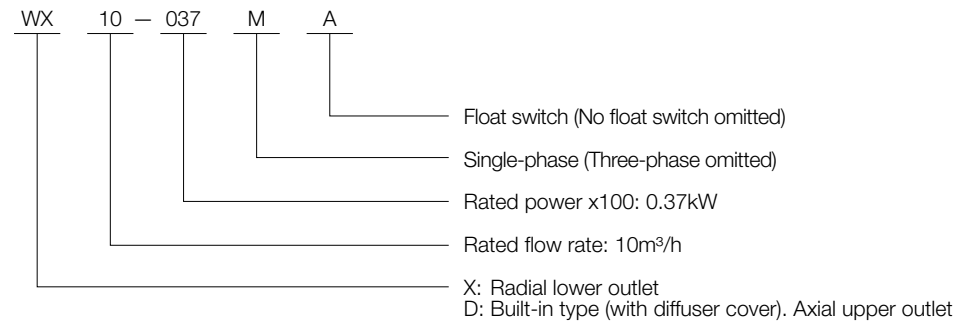 WX 10 — 037 M A
Float switch (No float switch omitted)
Single-phase (Three-phase omitted)
Rated power x100: 0.37kW
Rated flow rate: 10m³/h
X: Radial lower outlet
D: Built-in type (with diffuser cover). Axial upper outlet